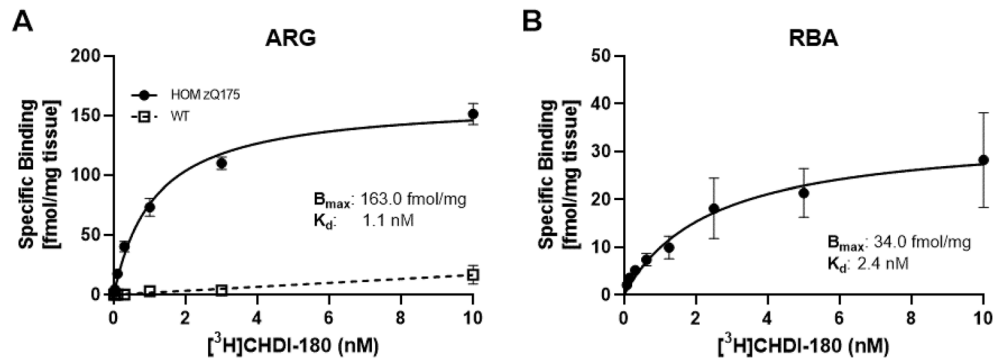 A
ARG
200
150
100
50
0
Specific Binding
[fmol/mg tissue]
HOM zQ175
WT
Bmax: 163.0 fmol/mg
Kd: 1.1 nM
0 2 4 6 8 10
[³H]CHDI-180 (nM)
B
RBA
50
40
30
20
10
0
Specific Binding
[fmol/mg tissue]
Bmax: 34.0 fmol/mg
Kd: 2.4 nM
0 2 4 6 8 10
[³H]CHDI-180 (nM)